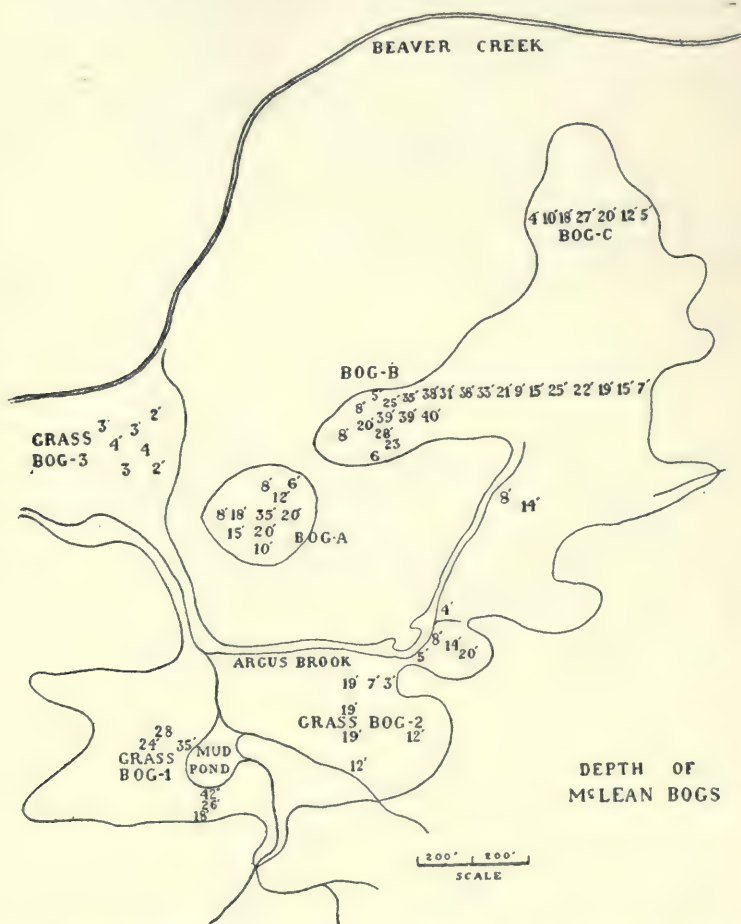 BEAVER CREEK
4' 10' 18' 27' 20' 12' 5'
BOG-C
BOG-B
5' 25' 35' 38' 31' 38' 33' 21' 9' 15' 25' 22' 19' 15' 7'
8'
20' 39' 39' 40'
8' 28'
23
6
3' 3' 2'
GRASS
BOG-3
4' 4
3 2'
8' 6'
12'
8' 18' 35' 20'
15' 20'
BOG-A
10'
8' 14'
4'
8' 14' 20'
5'
ARGUS BROOK
19' 7' 3'
19'
GRASS BOG-2
19' 12'
12'
28
24' 35'
GRASS
BOG-1
MUD
POND
42'
26'
18'
DEPTH OF
McLEAN BOGS
200' 200'
SCALE